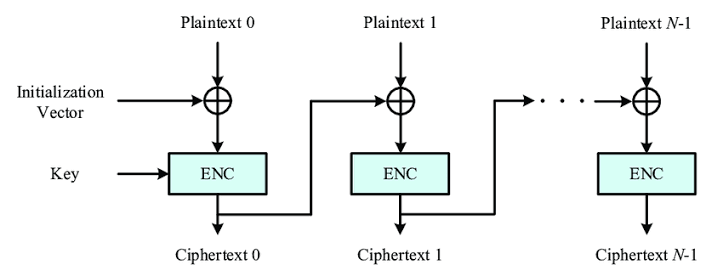 Plaintext 0
Plaintext 1
Plaintext N-1
Initialization
Vector
. . .
Key
ENC
ENC
ENC
Ciphertext 0
Ciphertext 1
Ciphertext N-1